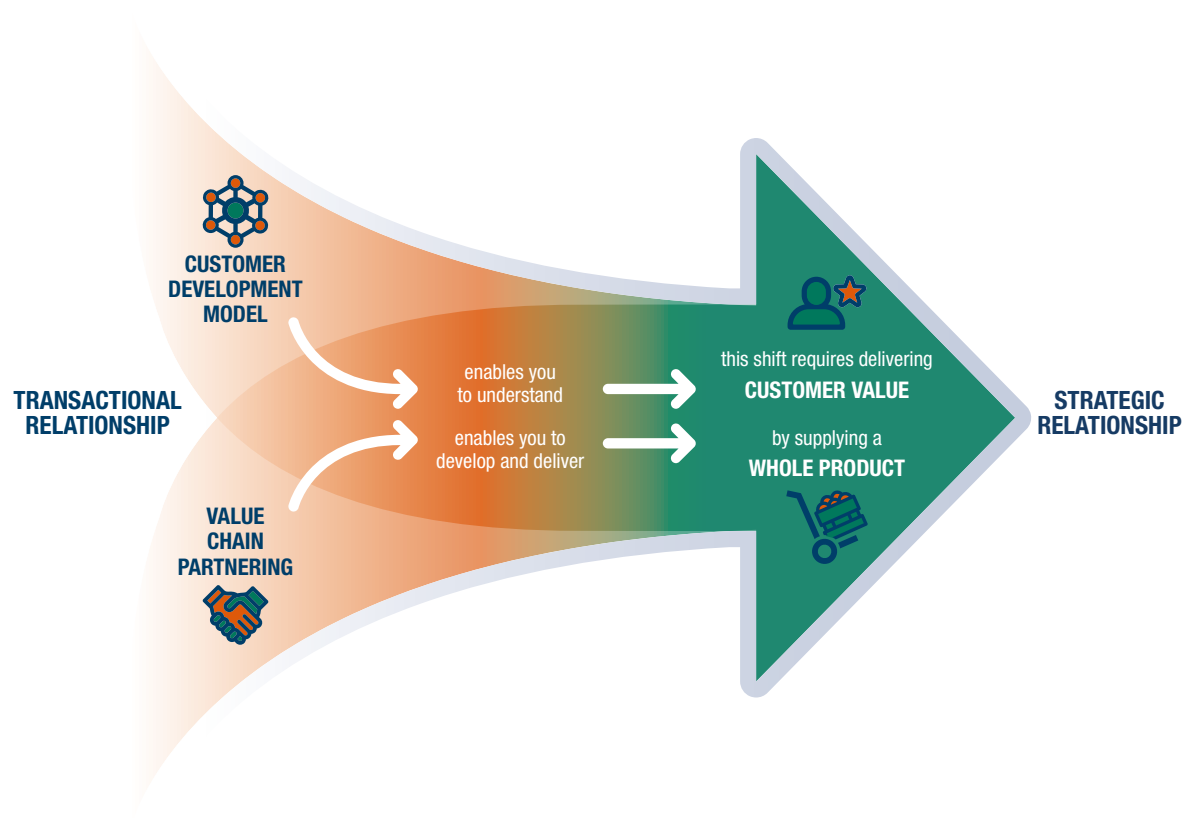 CUSTOMER
DEVELOPMENT
MODEL
TRANSACTIONAL
RELATIONSHIP
VALUE
CHAIN
PARTNERING
enables you
to understand
enables you to
develop and deliver
this shift requires delivering
CUSTOMER VALUE
by supplying a
WHOLE PRODUCT
STRATEGIC
RELATIONSHIP